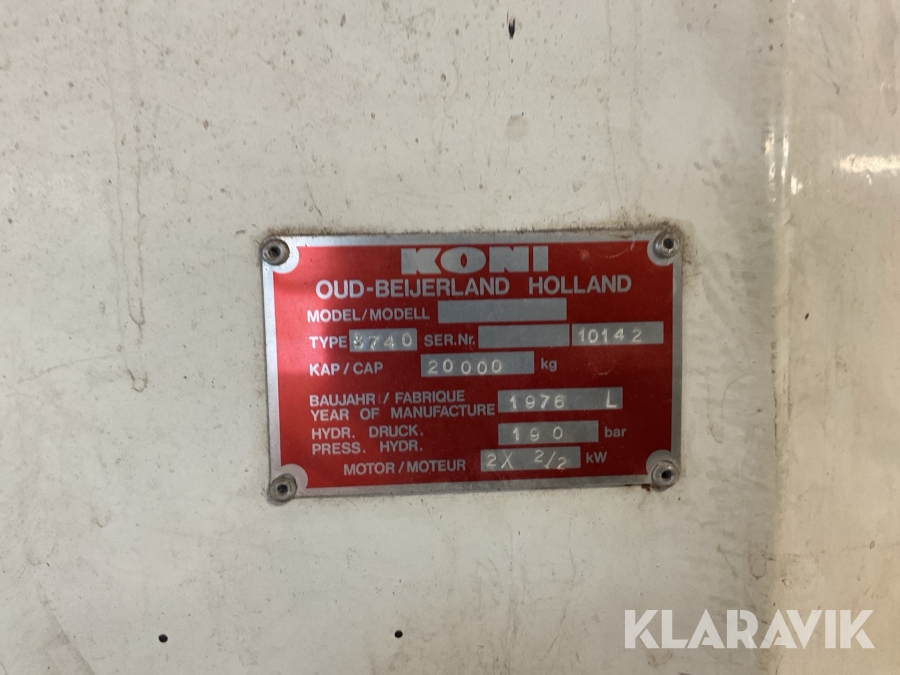 KONI
OUD-BEIJERLAND HOLLAND
MODEL/MODELL
TYPE 5740 SER.Nr. 10142
KAP/CAP 20000 kg
BAUJAHR / FABRIQUE
YEAR OF MANUFACTURE 1976 L
HYDR. DRUCK.
PRESS. HYDR. 190 bar
MOTOR/MOTEUR 2X 2/2 kW
KLARAVIK